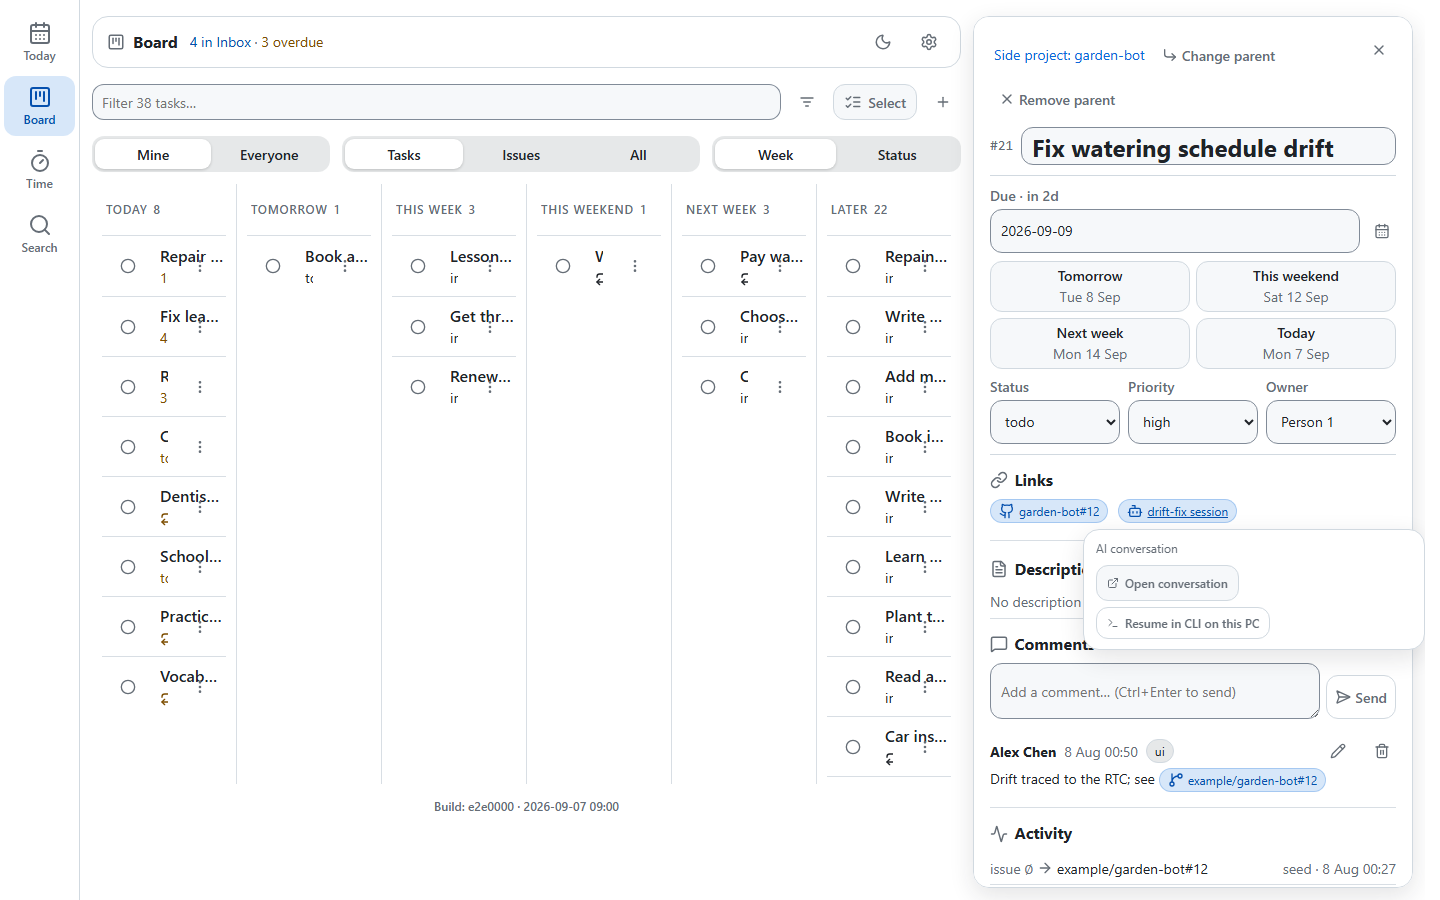 Today
Board
Time
Search
Board 4 in Inbox · 3 overdue
Filter 38 tasks...
Select
Mine Everyone
Tasks Issues All
Week Status
TODAY 8
Repair ...
1
Fix lea...
4
R
3
C
Dentis...
School...
Practic...
Vocab...
TOMORROW 1
Book a...
THIS WEEK 3
Lesson...
Get thr...
Renew...
THIS WEEKEND 1
NEXT WEEK 3
Pay wa...
Choos...
C
LATER 22
Repain...
Write ...
Add m...
Book i...
Write ...
Learn ...
Plant t...
Read a...
Car ins...
Build: e2e0000 · 2026-09-07 09:00
Side project: garden-bot Change parent
Remove parent
#21 Fix watering schedule drift
Due · in 2d
2026-09-09
Tomorrow
Tue 8 Sep
This weekend
Sat 12 Sep
Next week
Mon 14 Sep
Today
Mon 7 Sep
Status Priority Owner
todo high Person 1
Links
garden-bot#12 drift-fix session
AI conversation
Open conversation
Resume in CLI on this PC
Descripti
No description
Comments
Add a comment... (Ctrl+Enter to send)
Send
Alex Chen 8 Aug 00:50 ui
Drift traced to the RTC; see example/garden-bot#12
Activity
issue ∅ → example/garden-bot#12 seed · 8 Aug 00:27